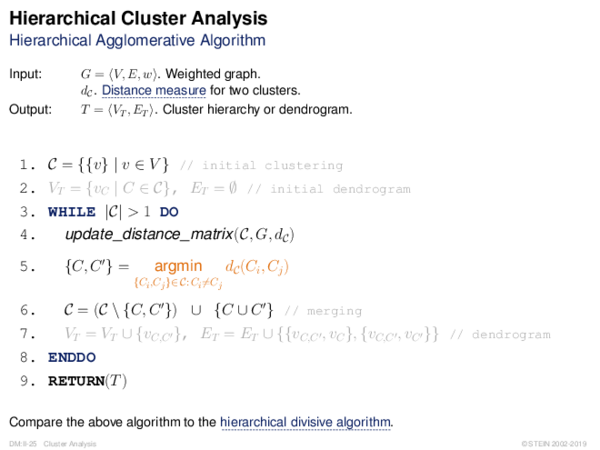 Hierarchical Cluster Analysis
Hierarchical Agglomerative Algorithm
Input: G = ⟨V, E, w⟩. Weighted graph.
d_C. Distance measure for two clusters.
Output: T = ⟨V_T, E_T⟩. Cluster hierarchy or dendrogram.
1. C = {{v} | v ∈ V} // initial clustering
2. V_T = {v_C | C ∈ C}, E_T = ∅ // initial dendrogram
3. WHILE |C| > 1 DO
4. update_distance_matrix(C, G, d_C)
5. {C, C′} = argmin d_C(C_i, C_j)
{C_i,C_j}∈C: C_i≠C_j
6. C = (C \ {C, C′}) ∪ {C ∪ C′} // merging
7. V_T = V_T ∪ {v_C,C′}, E_T = E_T ∪ {{v_C,C′, v_C}, {v_C,C′, v_C′}} // dendrogram
8. ENDDO
9. RETURN(T)
Compare the above algorithm to the hierarchical divisive algorithm.
DM:II-25 Cluster Analysis ©STEIN 2002-2019